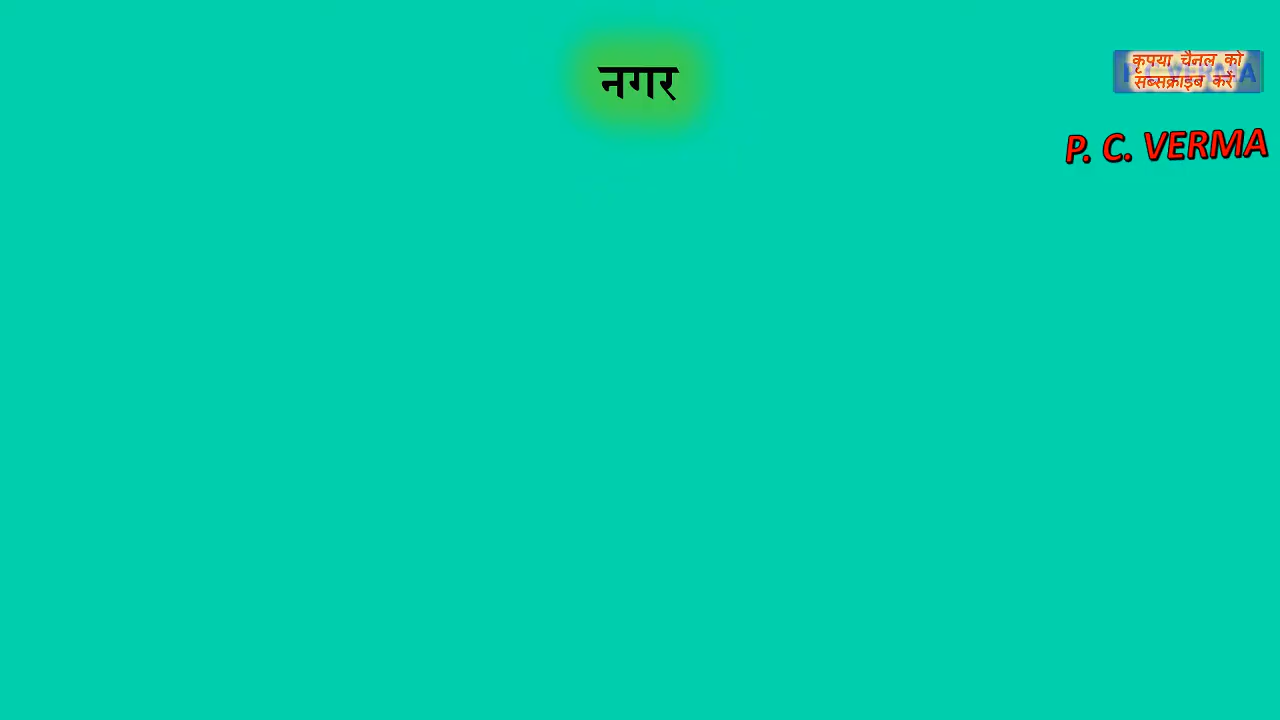 नगर
कृपया चैनल को
सब्सक्राइब करें
P. C. VERMA